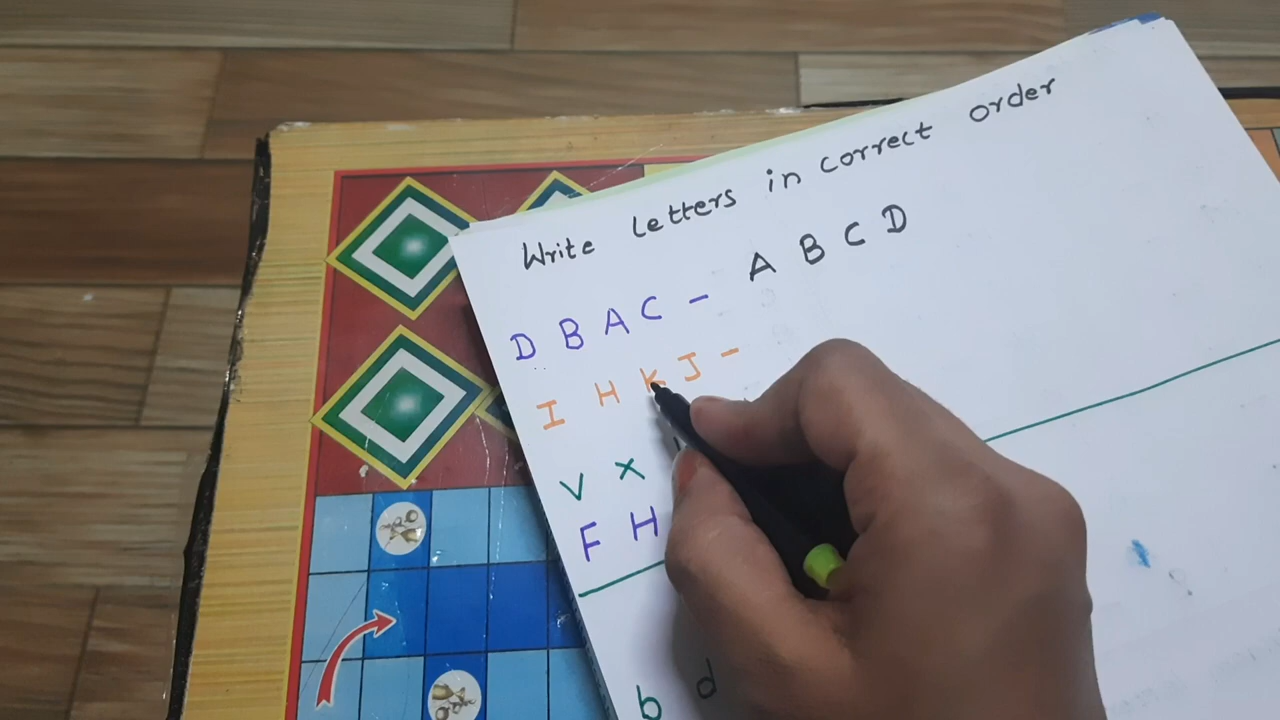 Write letters in correct order
D B A C - A B C D
I H K J -
V X
F H
b d